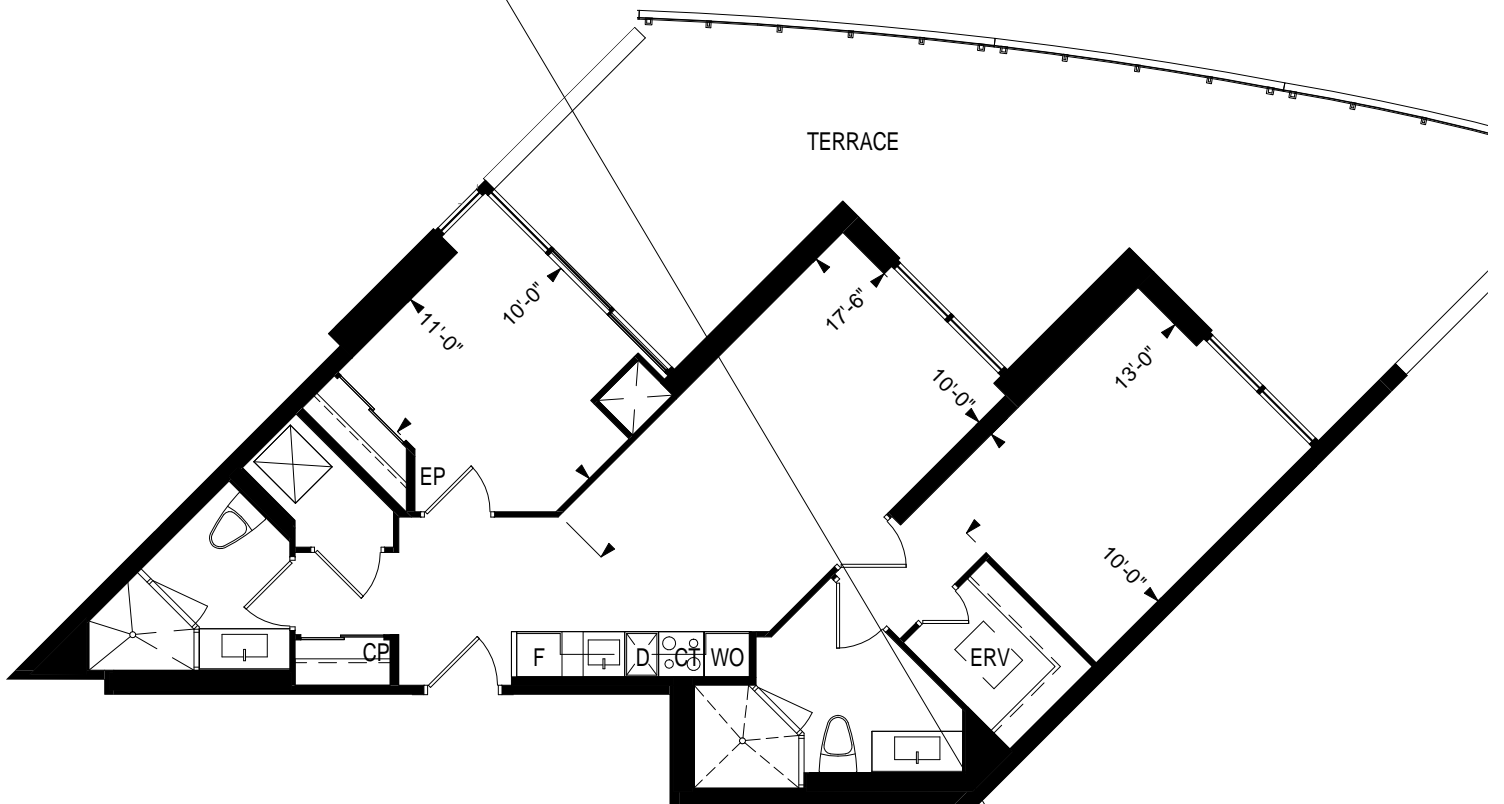 TERRACE
11'-0"
10'-0"
17'-6"
10'-0"
13'-0"
10'-0"
EP
CP
F
D
CT
WO
ERV